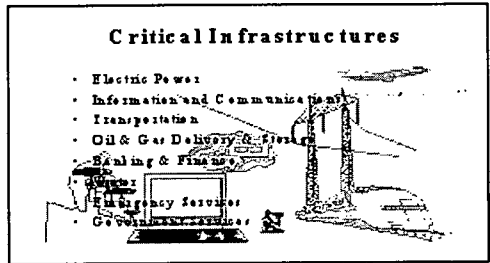 Critical Infrastructures
• Electric Power
• Information and Communications
• Transportation
• Oil & Gas Delivery & Storage
• Banking & Finance
• Water
• Emergency Services
• Government Services